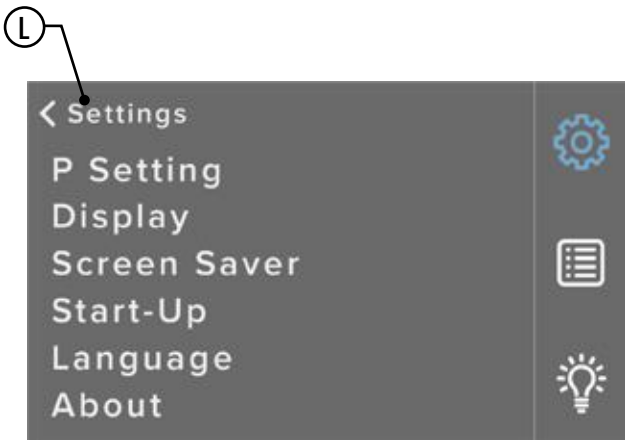 L
< Settings
P Setting
Display
Screen Saver
Start-Up
Language
About